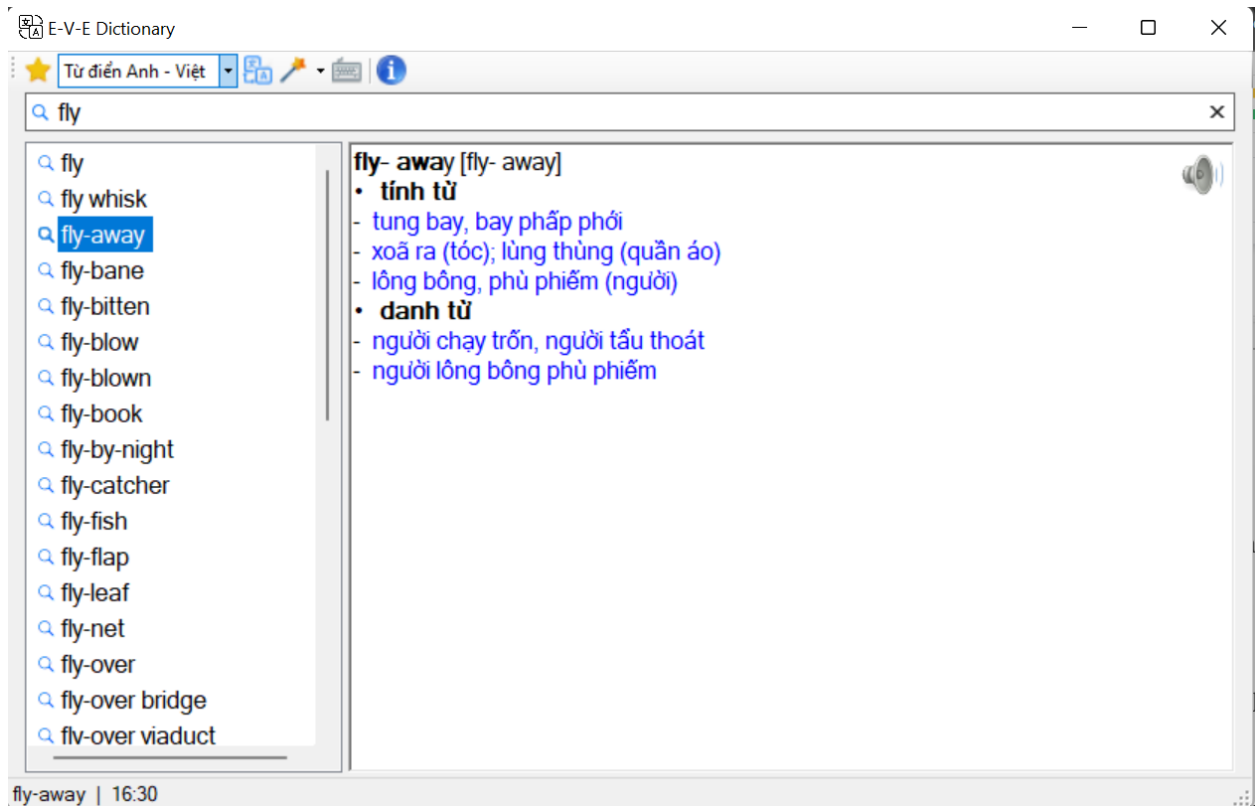 E-V-E Dictionary
Từ điển Anh - Việt
fly
fly
fly whisk
fly-away
fly-bane
fly-bitten
fly-blow
fly-blown
fly-book
fly-by-night
fly-catcher
fly-fish
fly-flap
fly-leaf
fly-net
fly-over
fly-over bridge
fly-over viaduct
fly- away [fly- away]
• tính từ
- tung bay, bay phấp phới
- xoã ra (tóc); lùng thùng (quần áo)
- lông bông, phù phiếm (người)
• danh từ
- người chạy trốn, người tẩu thoát
- người lông bông phù phiếm
fly-away | 16:30